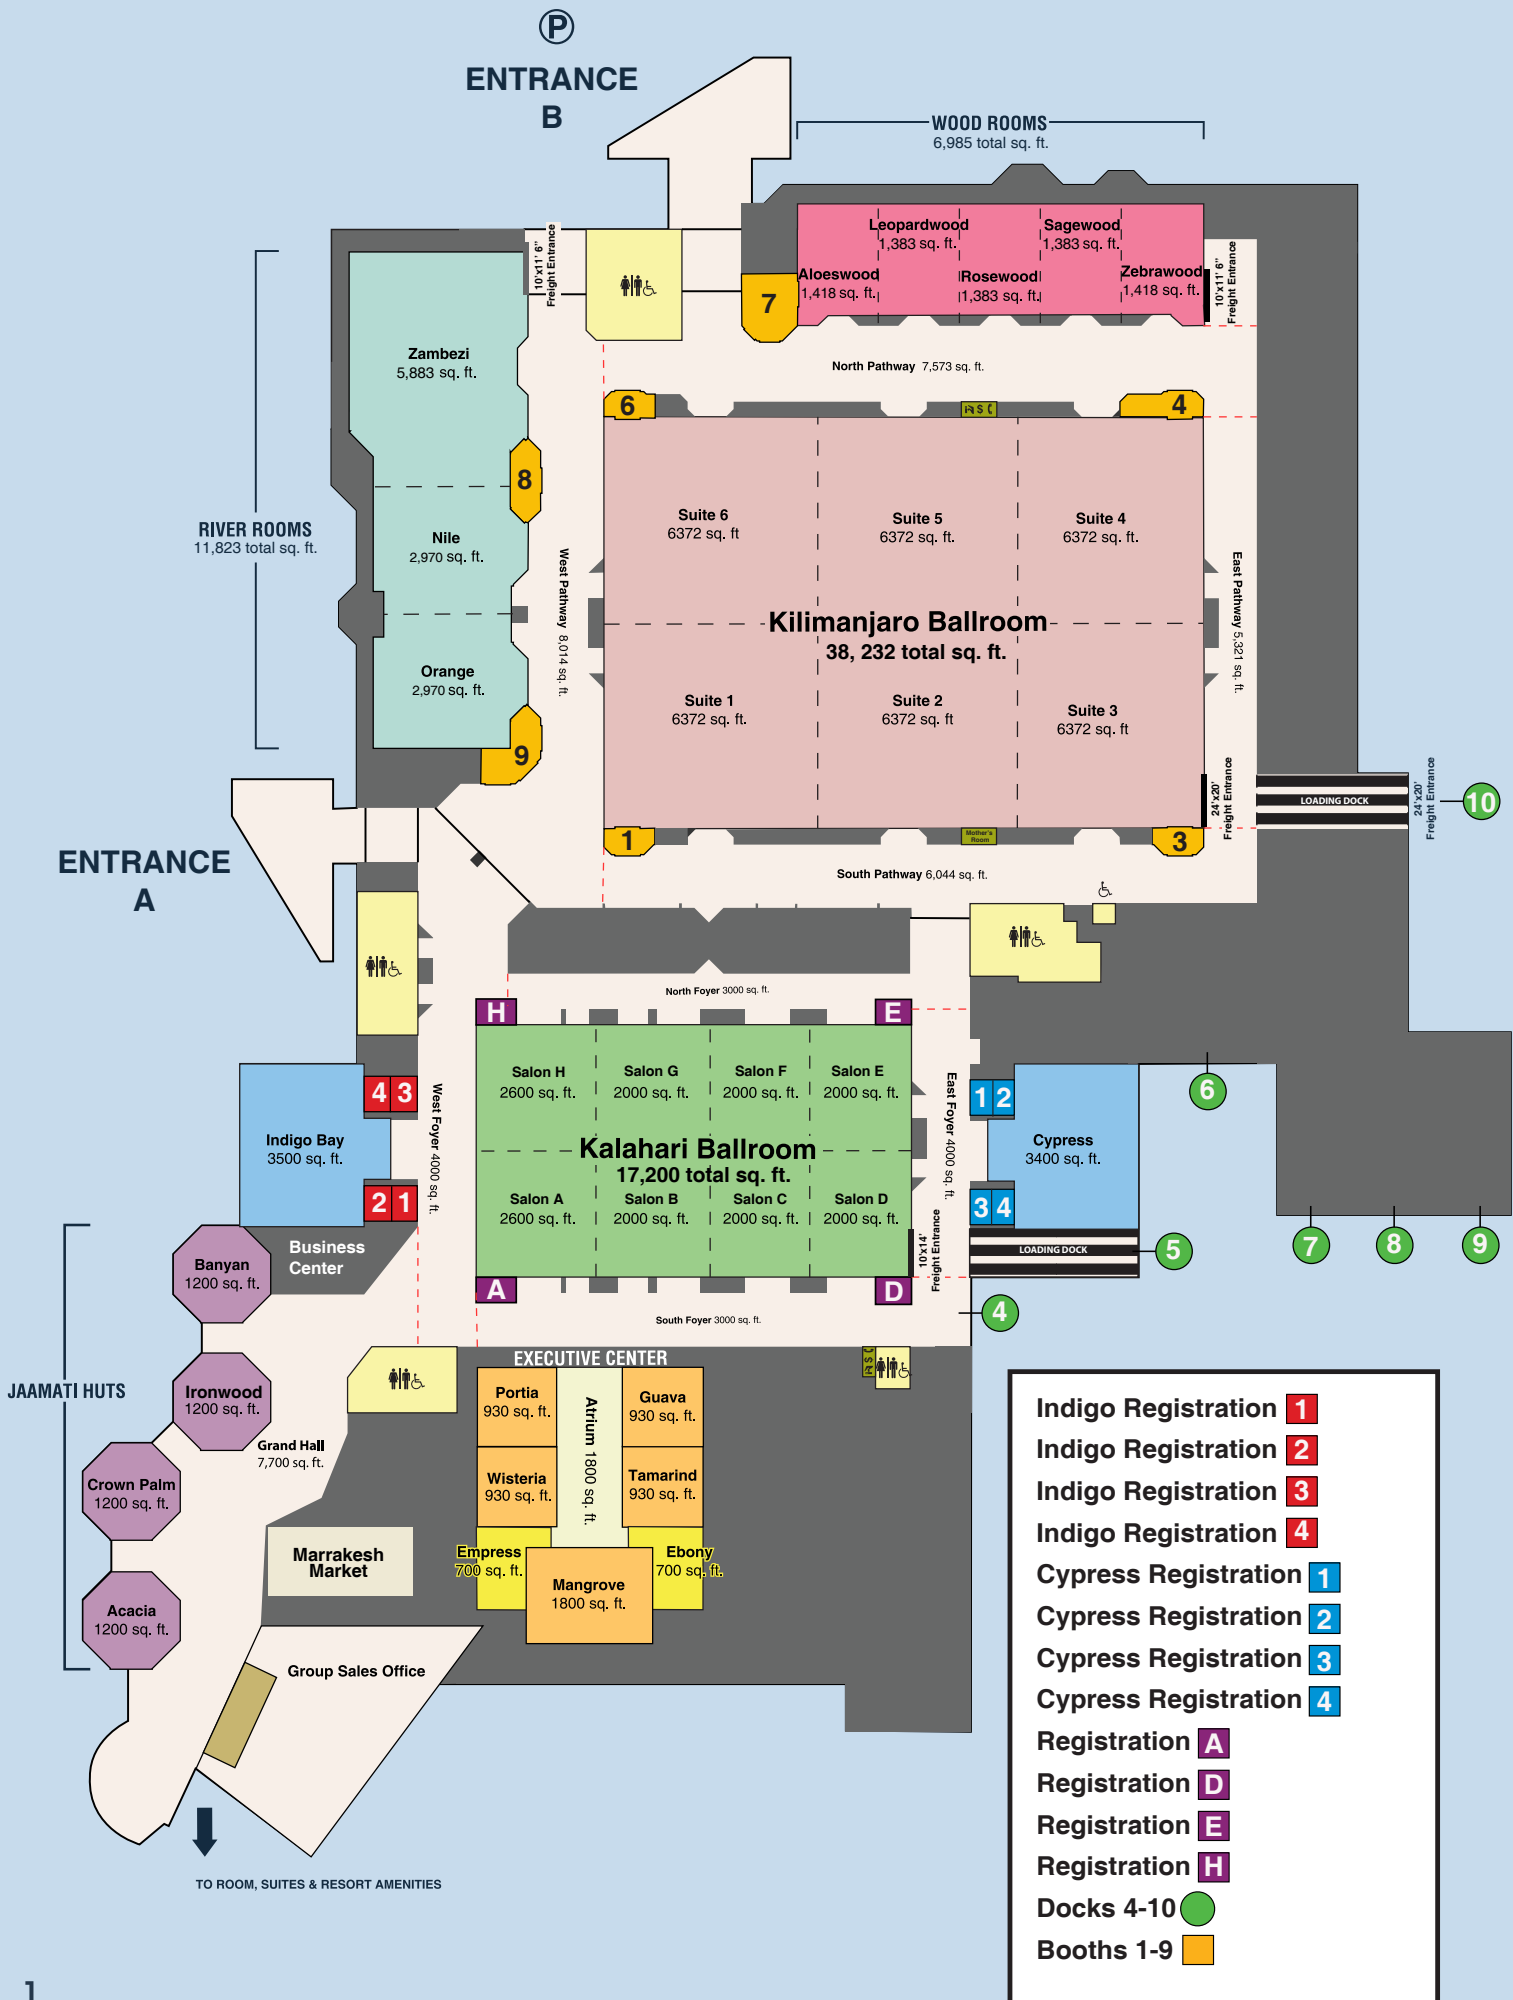 P
ENTRANCE
B
WOOD ROOMS
6,985 total sq. ft.
Leopardwood
1,383 sq. ft.
Sagewood
1,383 sq. ft.
Aloeswood
1,418 sq. ft.
Rosewood
1,383 sq. ft.
Zebrawood
1,418 sq. ft.
10'x11' 6"
Freight Entrance
10'x11' 6"
Freight Entrance
7
Zambezi
5,883 sq. ft.
North Pathway 7,573 sq. ft.
6
4
$
8
RIVER ROOMS
11,823 total sq. ft.
Nile
2,970 sq. ft.
Orange
2,970 sq. ft.
9
West Pathway 8,014 sq. ft.
Suite 6
6372 sq. ft
Suite 5
6372 sq. ft.
Suite 4
6372 sq. ft.
Kilimanjaro Ballroom
38, 232 total sq. ft.
Suite 1
6372 sq. ft.
Suite 2
6372 sq. ft
Suite 3
6372 sq. ft
East Pathway 5,321 sq. ft.
24'x20'
Freight Entrance
LOADING DOCK
24'x20'
Freight Entrance
10
1
Mother's
Room
3
South Pathway 6,044 sq. ft.
ENTRANCE
A
North Foyer 3000 sq. ft.
H
E
Salon H
2600 sq. ft.
Salon G
2000 sq. ft.
Salon F
2000 sq. ft.
Salon E
2000 sq. ft.
Kalahari Ballroom
17,200 total sq. ft.
Salon A
2600 sq. ft.
Salon B
2000 sq. ft.
Salon C
2000 sq. ft.
Salon D
2000 sq. ft.
A
D
West Foyer 4000 sq. ft.
East Foyer 4000 sq. ft.
10'x14'
Freight Entrance
South Foyer 3000 sq. ft.
4 3
Indigo Bay
3500 sq. ft.
2 1
1 2
Cypress
3400 sq. ft.
3 4
LOADING DOCK
5
6
7
8
9
4
Business
Center
JAAMATI HUTS
Banyan
1200 sq. ft.
Ironwood
1200 sq. ft.
Crown Palm
1200 sq. ft.
Acacia
1200 sq. ft.
Grand Hall
7,700 sq. ft.
Marrakesh
Market
EXECUTIVE CENTER
Portia
930 sq. ft.
Guava
930 sq. ft.
Atrium 1800 sq. ft.
Wisteria
930 sq. ft.
Tamarind
930 sq. ft.
Empress
700 sq. ft.
Ebony
700 sq. ft.
Mangrove
1800 sq. ft.
$
Group Sales Office
TO ROOM, SUITES & RESORT AMENITIES
Indigo Registration 1
Indigo Registration 2
Indigo Registration 3
Indigo Registration 4
Cypress Registration 1
Cypress Registration 2
Cypress Registration 3
Cypress Registration 4
Registration A
Registration D
Registration E
Registration H
Docks 4-10
Booths 1-9
1